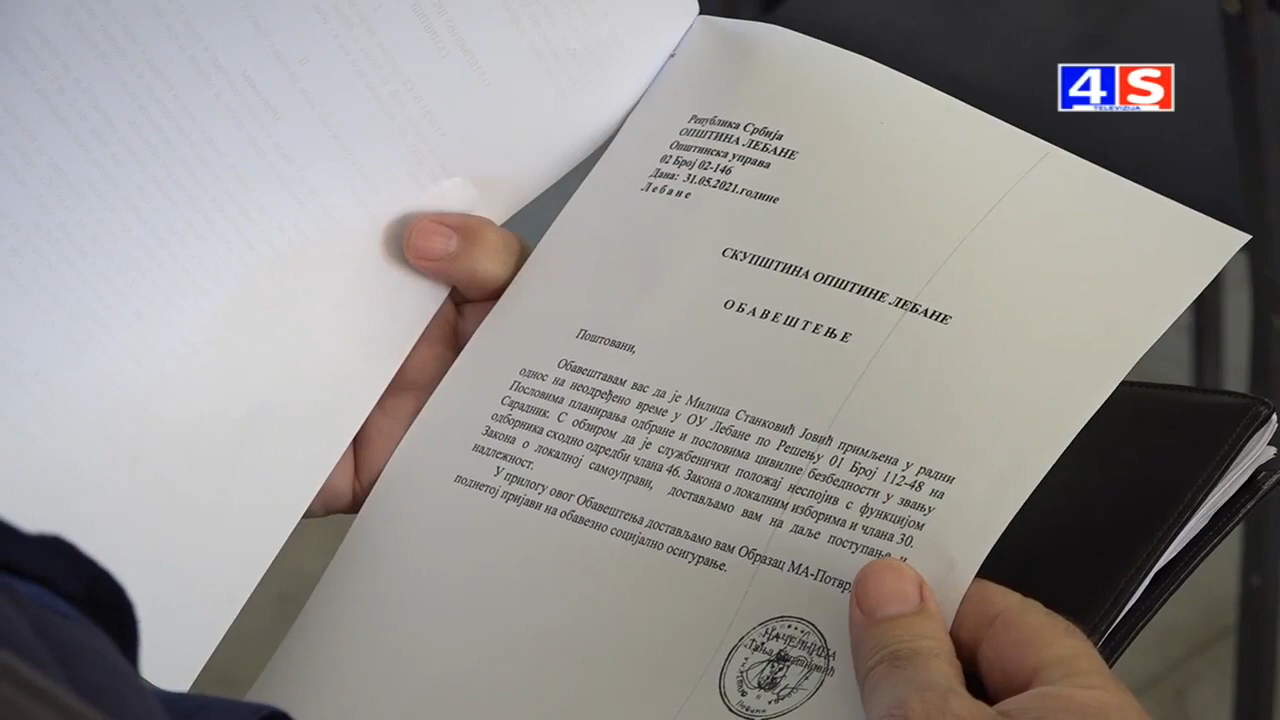 4S
TELEVIZIJA
Република Србија
ОПШТИНА ЛЕБАНЕ
Општинска управа
02 Број 02-146
Дана: 31.05.2021.године
Л е б а н е
СКУПШТИНА ОПШТИНЕ ЛЕБАНЕ
О Б А В Е Ш Т Е Њ Е
Поштовани,
Обавештавам вас да је Милица Станковић Јовић примљена у радни
однос на неодређено време у ОУ Лебане по Решењу 01 Број 112-48 на
Пословима планирања одбране и пословима цивилне безбедности у звању
Сарадник. С обзиром да је службенички положај неспојив с функцијом
одборника сходно одредби члана 46. Закона о локалним изборима и члана 30.
Закона о локалној самоуправи, достављамо вам на даље поступање и
надлежност.
У прилогу овог Обавештења достављамо вам Образац МА-Потвр
поднетој пријави на обавезно социјално осигурање.
НАЧЕЛНИЦА